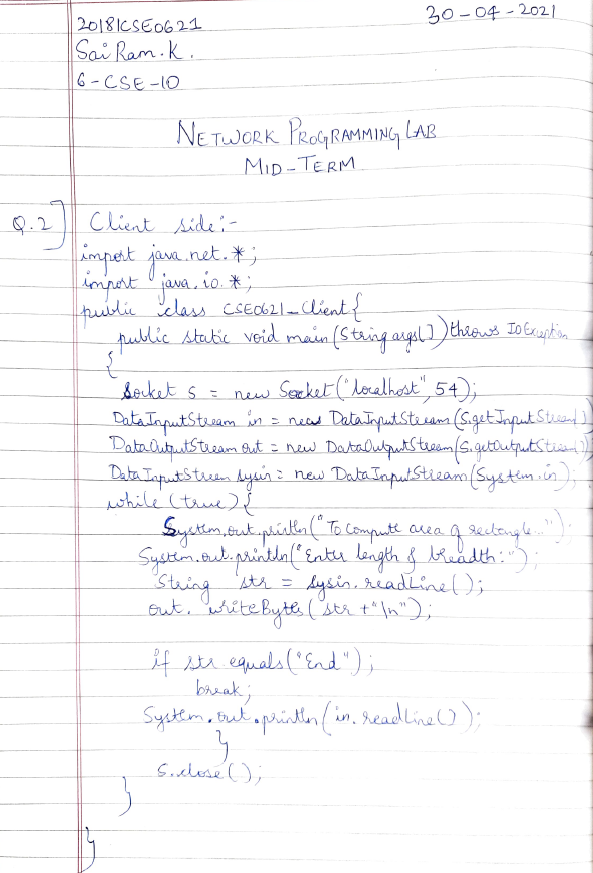 30-04-2021
20181CSE0621
Sai Ram.K.
6-CSE-10
NETWORK PROGRAMMING LAB
MID-TERM
Q.2] Client side:-
import java.net.*;
import java.io.*;
public class CSE0621_Client{
public static void main(String args[])throws IOException
{
Socket s = new Socket("localhost", 54);
DataInputStream in = new DataInputStream(s.getInputStream()
DataOutputStream out = new DataOutputStream(s.getOutputStream())
DataInputStream sysin = new DataInputStream(System.in);
while (true){
System.out.println("To compute area of rectangle...");
System.out.println("Enter length & breadth:");
String str = sysin.readLine();
out.writeBytes(str+"\n");
if str.equals("End");
break;
System.out.println(in.readLine());
}
s.close();
}
}